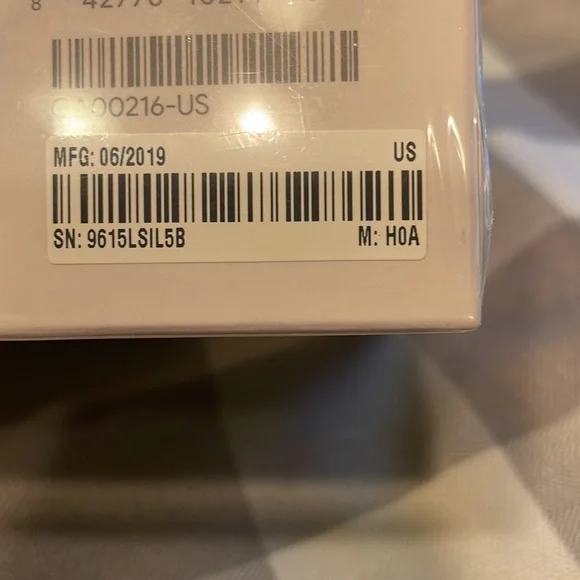 GA00216-US
MFG: 06/2019 US
SN: 9615LSIL5B M: H0A